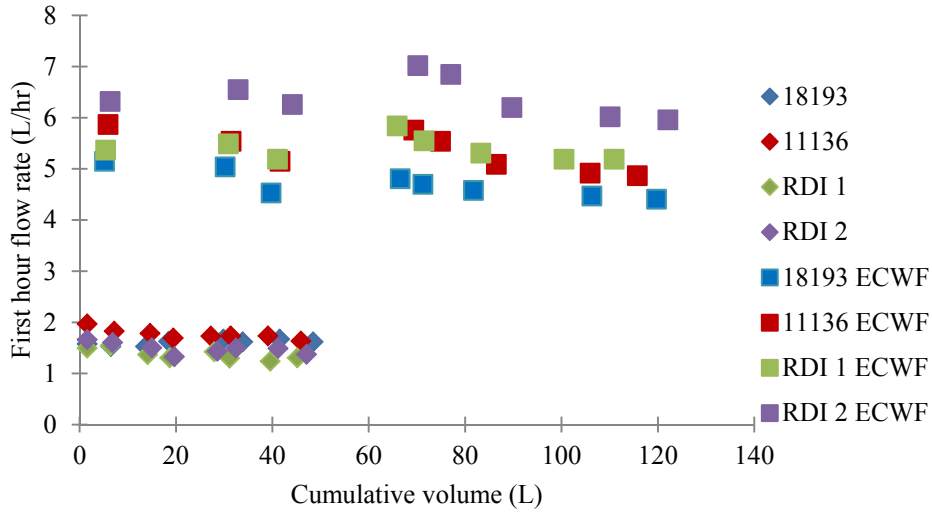 8
7
6
5
4
3
2
1
0
First hour flow rate (L/hr)
0 20 40 60 80 100 120 140
Cumulative volume (L)
18193
11136
RDI 1
RDI 2
18193 ECWF
11136 ECWF
RDI 1 ECWF
RDI 2 ECWF